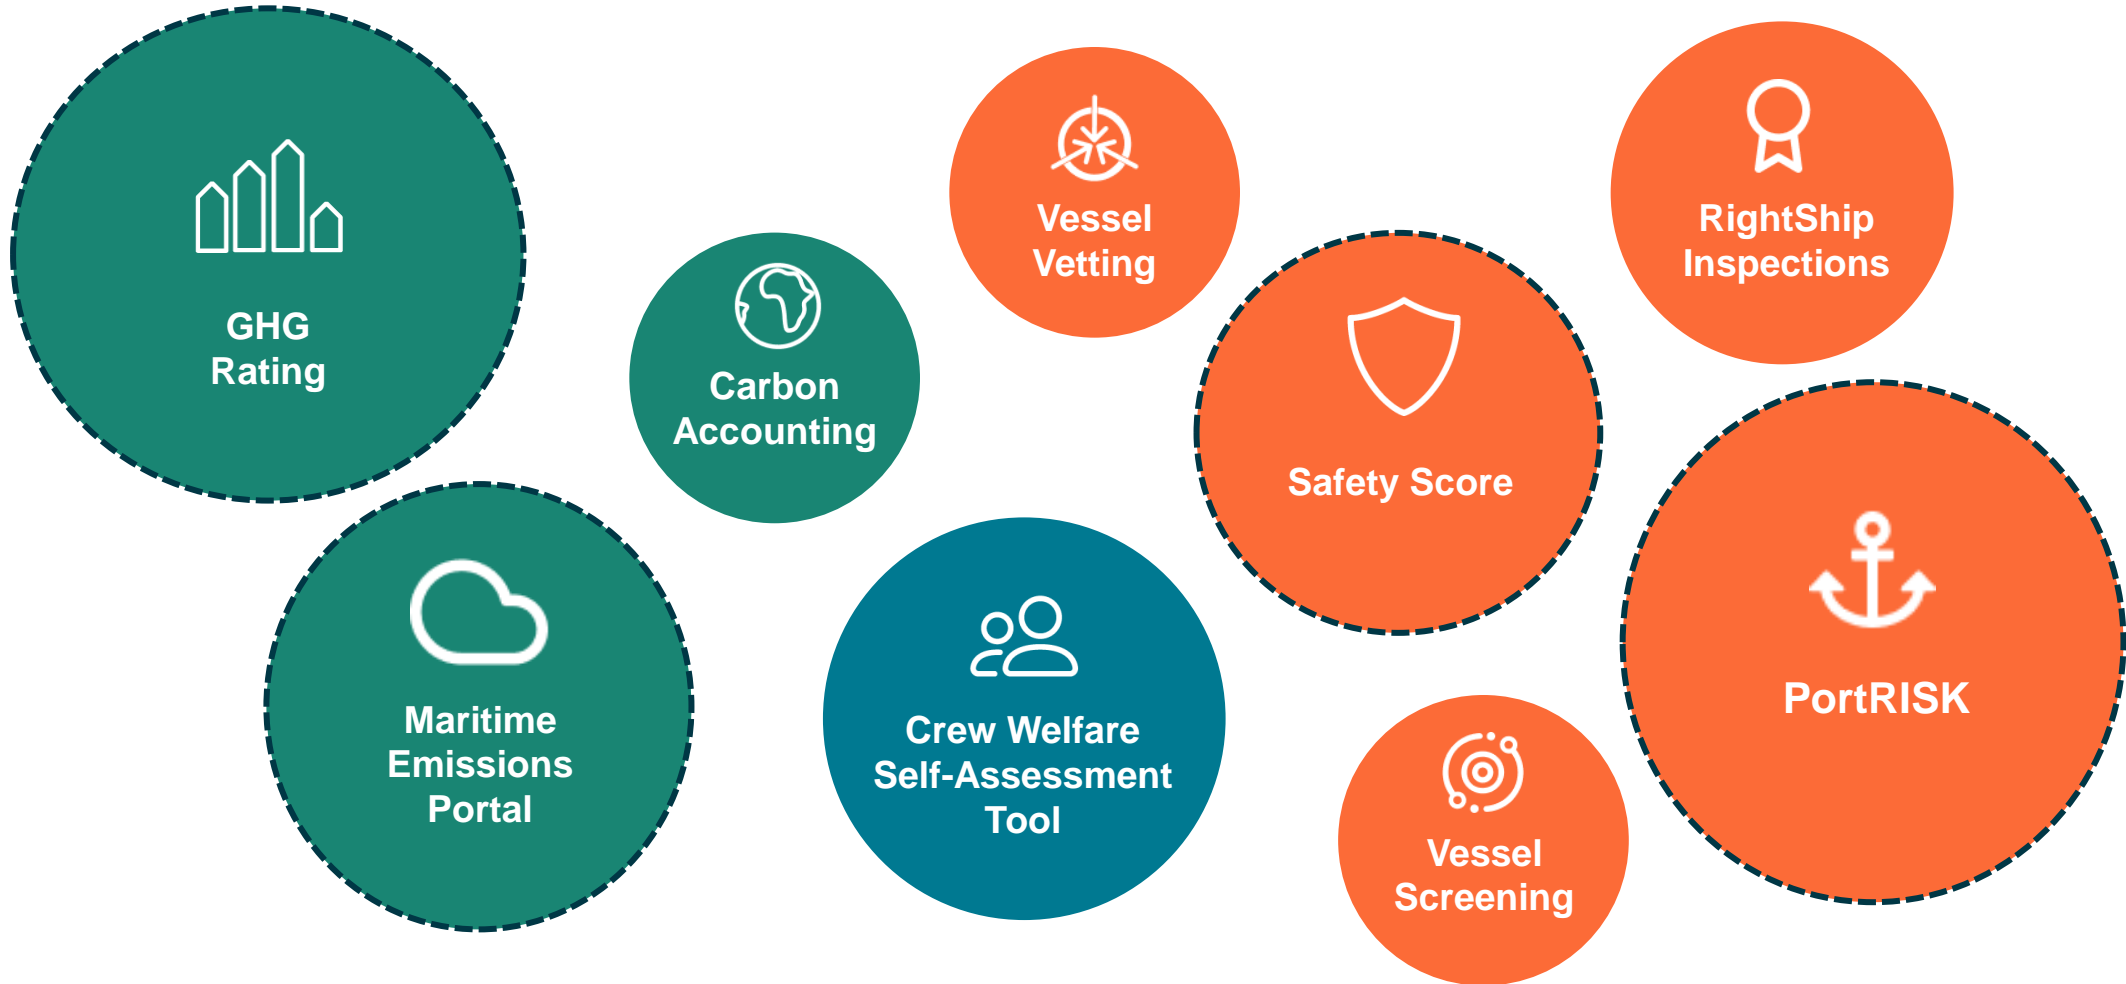 GHG
Rating
Carbon
Accounting
Maritime
Emissions
Portal
Vessel
Vetting
Crew Welfare
Self-Assessment
Tool
Safety Score
RightShip
Inspections
PortRISK
Vessel
Screening